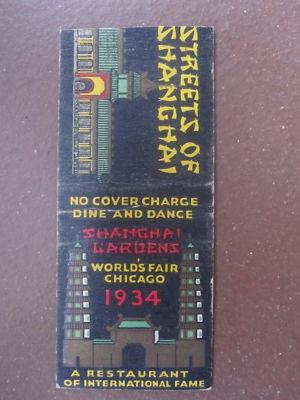 STREETS OF
SHANGHAI
NO COVER CHARGE
DINE AND DANCE
SHANGHAI
GARDENS
WORLDS FAIR
CHICAGO
1934
A RESTAURANT
OF INTERNATIONAL FAME